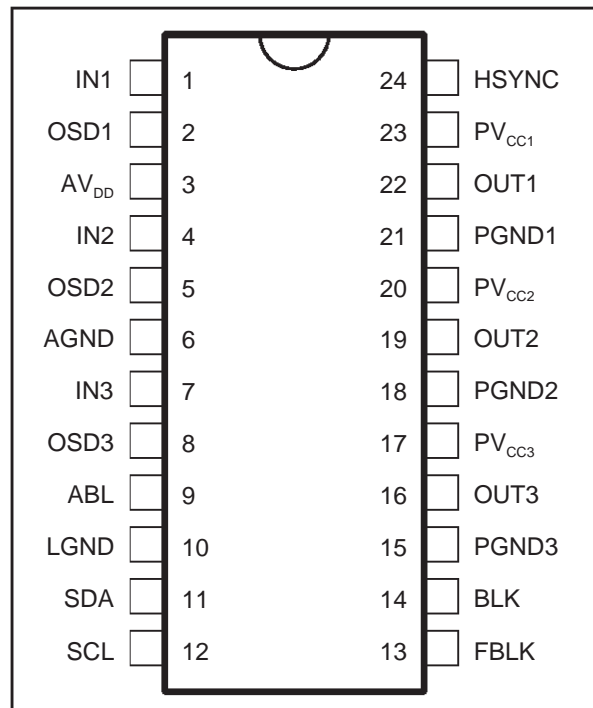 IN1 1 24 HSYNC
OSD1 2 23 PVCC1
AVDD 3 22 OUT1
IN2 4 21 PGND1
OSD2 5 20 PVCC2
AGND 6 19 OUT2
IN3 7 18 PGND2
OSD3 8 17 PVCC3
ABL 9 16 OUT3
LGND 10 15 PGND3
SDA 11 14 BLK
SCL 12 13 FBLK